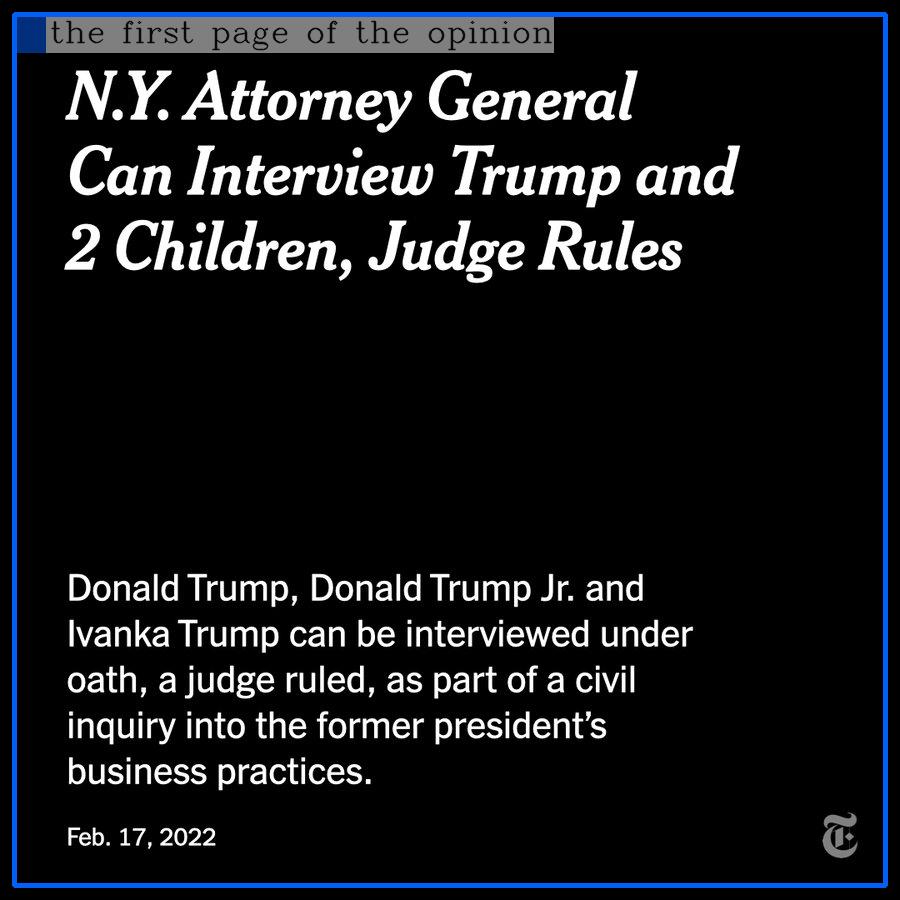 the first page of the opinion
N.Y. Attorney General
Can Interview Trump and
2 Children, Judge Rules
Donald Trump, Donald Trump Jr. and
Ivanka Trump can be interviewed under
oath, a judge ruled, as part of a civil
inquiry into the former president’s
business practices.
Feb. 17, 2022
T